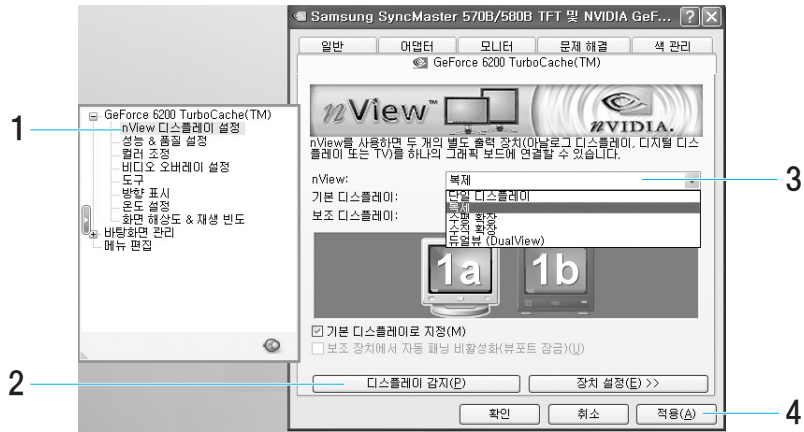 Samsung SyncMaster 570B/580B TFT 및 NVIDIA GeF...
일반 어댑터 모니터 문제 해결 색 관리
GeForce 6200 TurboCache(TM)
nView™
nVIDIA.
nView를 사용하면 두 개의 별도 출력 장치(아날로그 디스플레이, 디지털 디스
플레이 또는 TV)를 하나의 그래픽 보드에 연결할 수 있습니다.
1
GeForce 6200 TurboCache(TM)
nView 디스플레이 설정
성능 & 품질 설정
컬러 조정
비디오 오버레이 설정
도구
방향 표시
온도 설정
화면 해상도 & 재생 빈도
바탕화면 관리
메뉴 편집
nView: 복제
3
기본 디스플레이:
보조 디스플레이:
단일 디스플레이
복제
수평 확장
수직 확장
듀얼뷰 (DualView)
1a 1b
기본 디스플레이로 지정(M)
보조 장치에서 자동 패닝 비활성화(뷰포트 잠금)(U)
2
디스플레이 감지(P) 장치 설정(E) >>
확인 취소 적용(A)
4